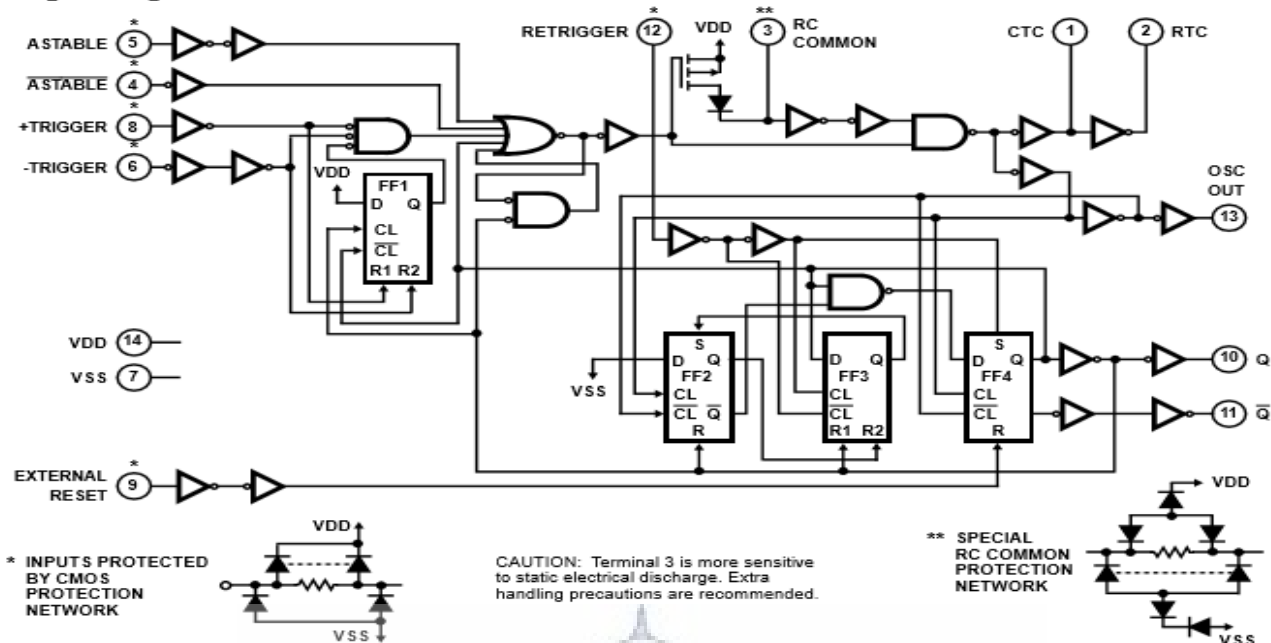 *
ASTABLE 5
*
ASTABLE 4
*
+TRIGGER 8
*
-TRIGGER 6
*
RETRIGGER 12
**
3 RC
COMMON
VDD
CTC 1
2 RTC
OSC
OUT
13
VDD
FF1
D Q
CL
CL
R1 R2
VDD 14
VSS 7
VSS
S
D Q
FF2
CL
CL Q
R
D Q
FF3
CL
CL
R1 R2
S
D Q
FF4
CL
CL
R
10 Q
11 Q
*
EXTERNAL
RESET 9
* INPUTS PROTECTED
BY CMOS
PROTECTION
NETWORK
VDD
VSS
CAUTION: Terminal 3 is more sensitive
to static electrical discharge. Extra
handling precautions are recommended.
** SPECIAL
RC COMMON
PROTECTION
NETWORK
VDD
VSS